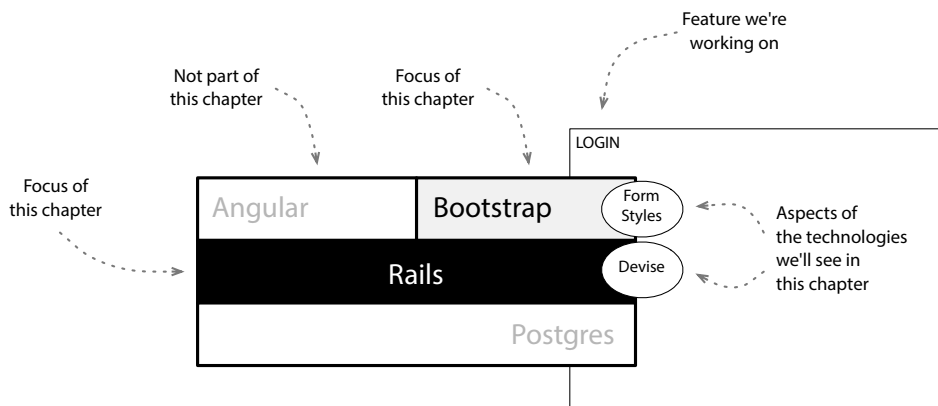 Feature we're
working on
Not part of
this chapter
Focus of
this chapter
LOGIN
Focus of
this chapter
Angular
Bootstrap
Form
Styles
Aspects of
the technologies
we'll see in
this chapter
Rails
Devise
Postgres